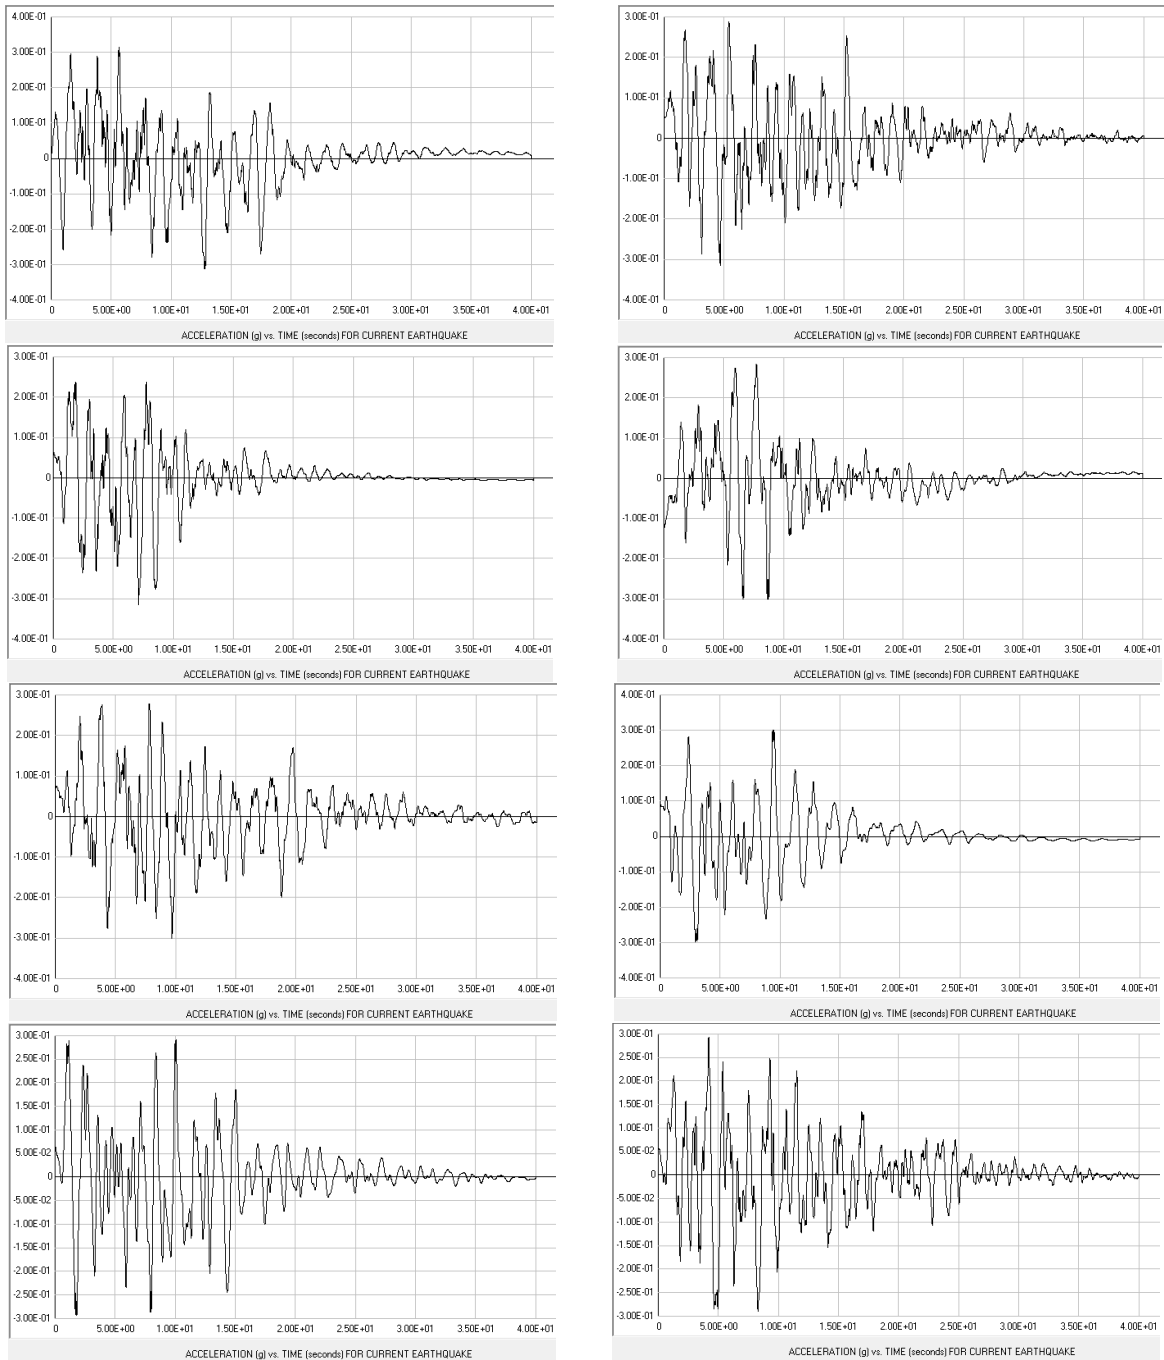 4.00E-01
3.00E-01
2.00E-01
1.00E-01
0
-1.00E-01
-2.00E-01
-3.00E-01
-4.00E-01
0 5.00E+00 1.00E+01 1.50E+01 2.00E+01 2.50E+01 3.00E+01 3.50E+01 4.00E+01
ACCELERATION (g) vs. TIME (seconds) FOR CURRENT EARTHQUAKE
3.00E-01
2.00E-01
1.00E-01
0
-1.00E-01
-2.00E-01
-3.00E-01
-4.00E-01
0 5.00E+00 1.00E+01 1.50E+01 2.00E+01 2.50E+01 3.00E+01 3.50E+01 4.00E+01
ACCELERATION (g) vs. TIME (seconds) FOR CURRENT EARTHQUAKE
3.00E-01
2.00E-01
1.00E-01
0
-1.00E-01
-2.00E-01
-3.00E-01
-4.00E-01
0 5.00E+00 1.00E+01 1.50E+01 2.00E+01 2.50E+01 3.00E+01 3.50E+01 4.00E+01
ACCELERATION (g) vs. TIME (seconds) FOR CURRENT EARTHQUAKE
3.00E-01
2.00E-01
1.00E-01
0
-1.00E-01
-2.00E-01
-3.00E-01
-4.00E-01
0 5.00E+00 1.00E+01 1.50E+01 2.00E+01 2.50E+01 3.00E+01 3.50E+01 4.00E+01
ACCELERATION (g) vs. TIME (seconds) FOR CURRENT EARTHQUAKE
3.00E-01
2.00E-01
1.00E-01
0
-1.00E-01
-2.00E-01
-3.00E-01
-4.00E-01
0 5.00E+00 1.00E+01 1.50E+01 2.00E+01 2.50E+01 3.00E+01 3.50E+01 4.00E+01
ACCELERATION (g) vs. TIME (seconds) FOR CURRENT EARTHQUAKE
4.00E-01
3.00E-01
2.00E-01
1.00E-01
0
-1.00E-01
-2.00E-01
-3.00E-01
-4.00E-01
0 5.00E+00 1.00E+01 1.50E+01 2.00E+01 2.50E+01 3.00E+01 3.50E+01 4.00E+01
ACCELERATION (g) vs. TIME (seconds) FOR CURRENT EARTHQUAKE
3.00E-01
2.50E-01
2.00E-01
1.50E-01
1.00E-01
5.00E-02
0
-5.00E-02
-1.00E-01
-1.50E-01
-2.00E-01
-2.50E-01
-3.00E-01
0 5.00E+00 1.00E+01 1.50E+01 2.00E+01 2.50E+01 3.00E+01 3.50E+01 4.00E+01
ACCELERATION (g) vs. TIME (seconds) FOR CURRENT EARTHQUAKE
3.00E-01
2.50E-01
2.00E-01
1.50E-01
1.00E-01
5.00E-02
0
-5.00E-02
-1.00E-01
-1.50E-01
-2.00E-01
-2.50E-01
-3.00E-01
0 5.00E+00 1.00E+01 1.50E+01 2.00E+01 2.50E+01 3.00E+01 3.50E+01 4.00E+01
ACCELERATION (g) vs. TIME (seconds) FOR CURRENT EARTHQUAKE